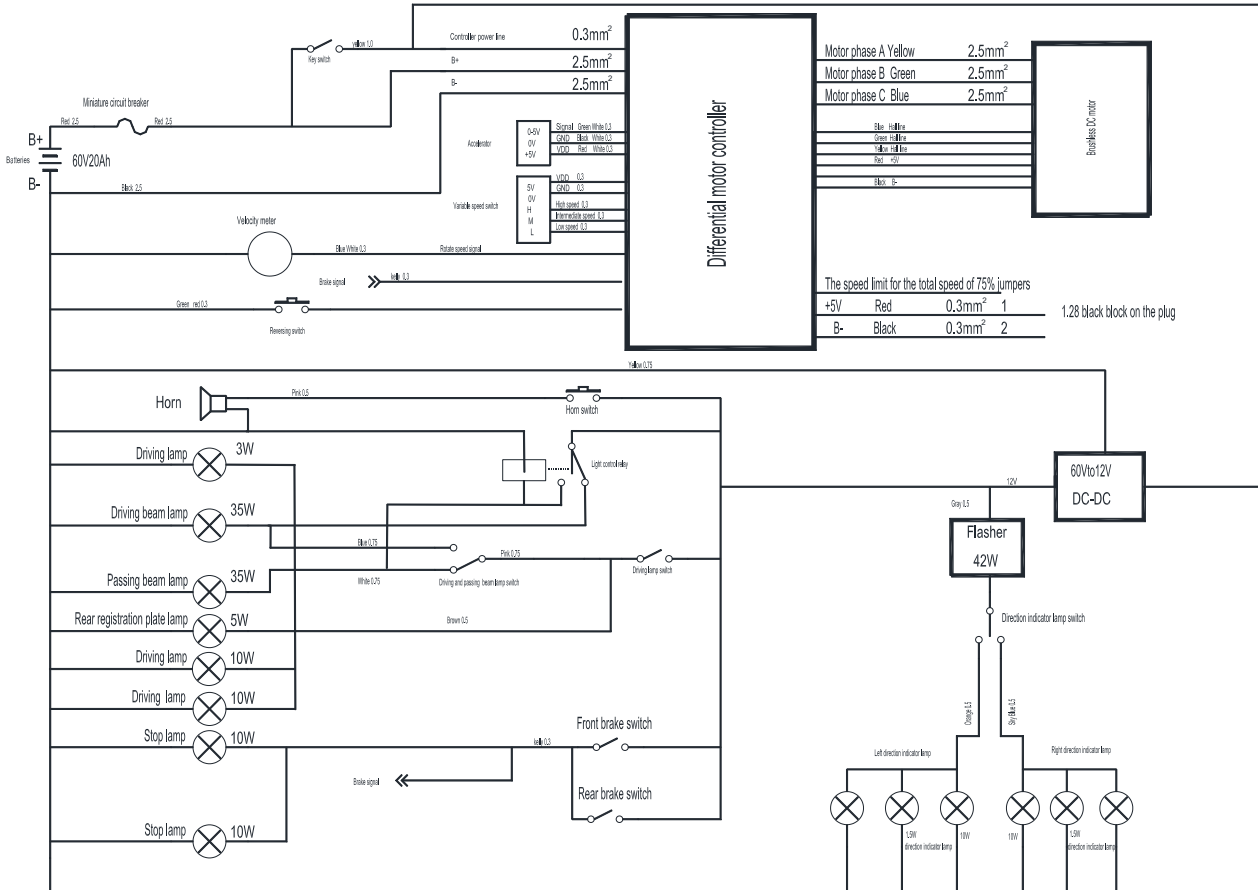 Controller power line
0.3mm²
yellow 1.0
Key switch
B+
2.5mm²
B-
2.5mm²
Miniature circuit breaker
Red 2.5
Red 2.5
B+
Batteries
60V20Ah
B-
Black 2.5
Accelerator
0-5V
0V
+5V
Signal Green White 0.3
GND Black White 0.3
VDD Red White 0.3
Variable speed switch
5V
0V
H
M
L
VDD 0.3
GND 0.3
High speed 0.3
Intermediate speed 0.3
Low speed 0.3
Velocity meter
Blue White 0.3
Rotate speed signal
Brake signal
kelly 0.3
Green red 0.3
Reversing switch
Differential motor controller
Motor phase A Yellow 2.5mm²
Motor phase B Green 2.5mm²
Motor phase C Blue 2.5mm²
Blue Hall line
Green Hall line
Yellow Hall line
Red +5V
Black B-
Brushless DC motor
The speed limit for the total speed of 75% jumpers
+5V Red 0.3mm² 1
B- Black 0.3mm² 2
1.28 black block on the plug
Yellow 0.75
Horn
Pink 0.5
Horn switch
Driving lamp 3W
Light control relay
Driving beam lamp 35W
Blue 0.75
Pink 0.75
Driving lamp switch
Passing beam lamp 35W
White 0.75
Driving and passing beam lamp switch
Rear registration plate lamp 5W
Brown 0.5
Driving lamp 10W
Driving lamp 10W
Stop lamp 10W
kelly 0.3
Front brake switch
Brake signal
Rear brake switch
Stop lamp 10W
60Vto12V
DC-DC
12V
Gray 0.5
Flasher
42W
Direction indicator lamp switch
Orange 0.5
Sky Blue 0.5
Left direction indicator lamp
Right direction indicator lamp
1.5W
direction indicator lamp
10W
10W
1.5W
direction indicator lamp